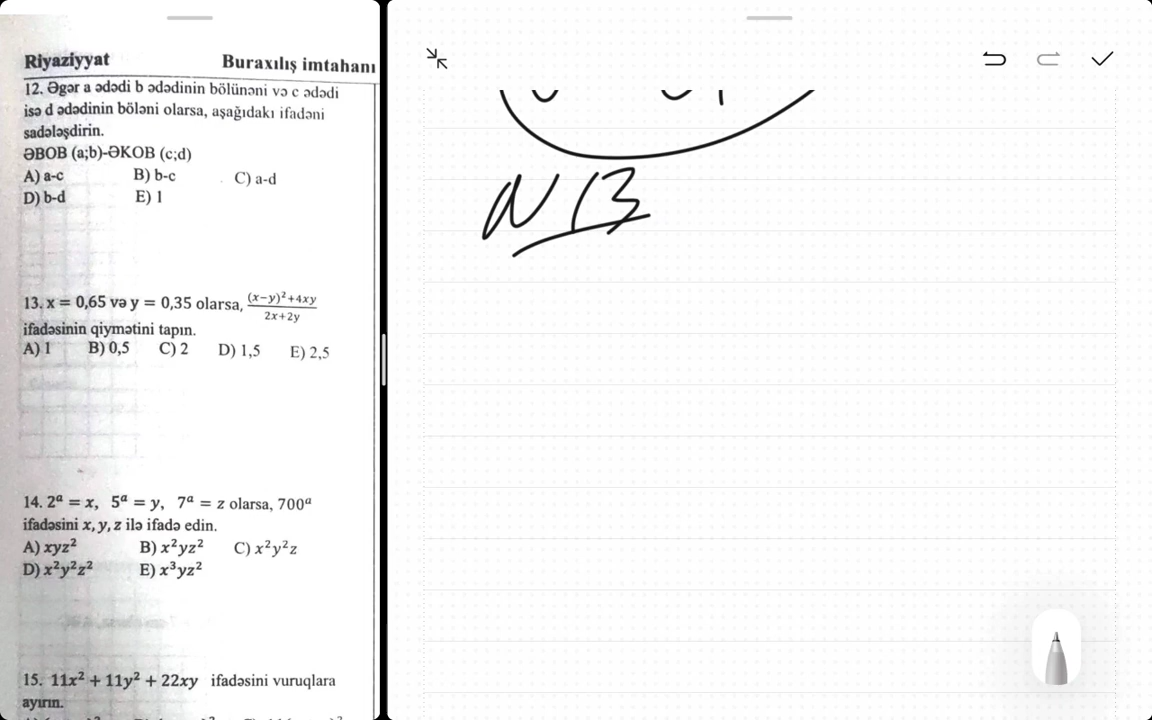 Riyaziyyat Buraxılış imtahanı
12. Əgər a ədədi b ədədinin bölünəni və c ədədi
isə d ədədinin böləni olarsa, aşağıdakı ifadəni
sadələşdirin.
ƏBOB (a;b)-ƏKOB (c;d)
A) a-c B) b-c C) a-d
D) b-d E) 1
13. x = 0,65 və y = 0,35 olarsa, \frac{(x-y)^2+4xy}{2x+2y}
ifadəsinin qiymətini tapın.
A) 1 B) 0,5 C) 2 D) 1,5 E) 2,5
14. 2ᵃ = x, 5ᵃ = y, 7ᵃ = z olarsa, 700ᵃ
ifadəsini x, y, z ilə ifadə edin.
A) xyz² B) x²yz² C) x²y²z
D) x²y²z² E) x³yz²
15. 11x² + 11y² + 22xy ifadəsini vuruqlara
ayırın.
N 13